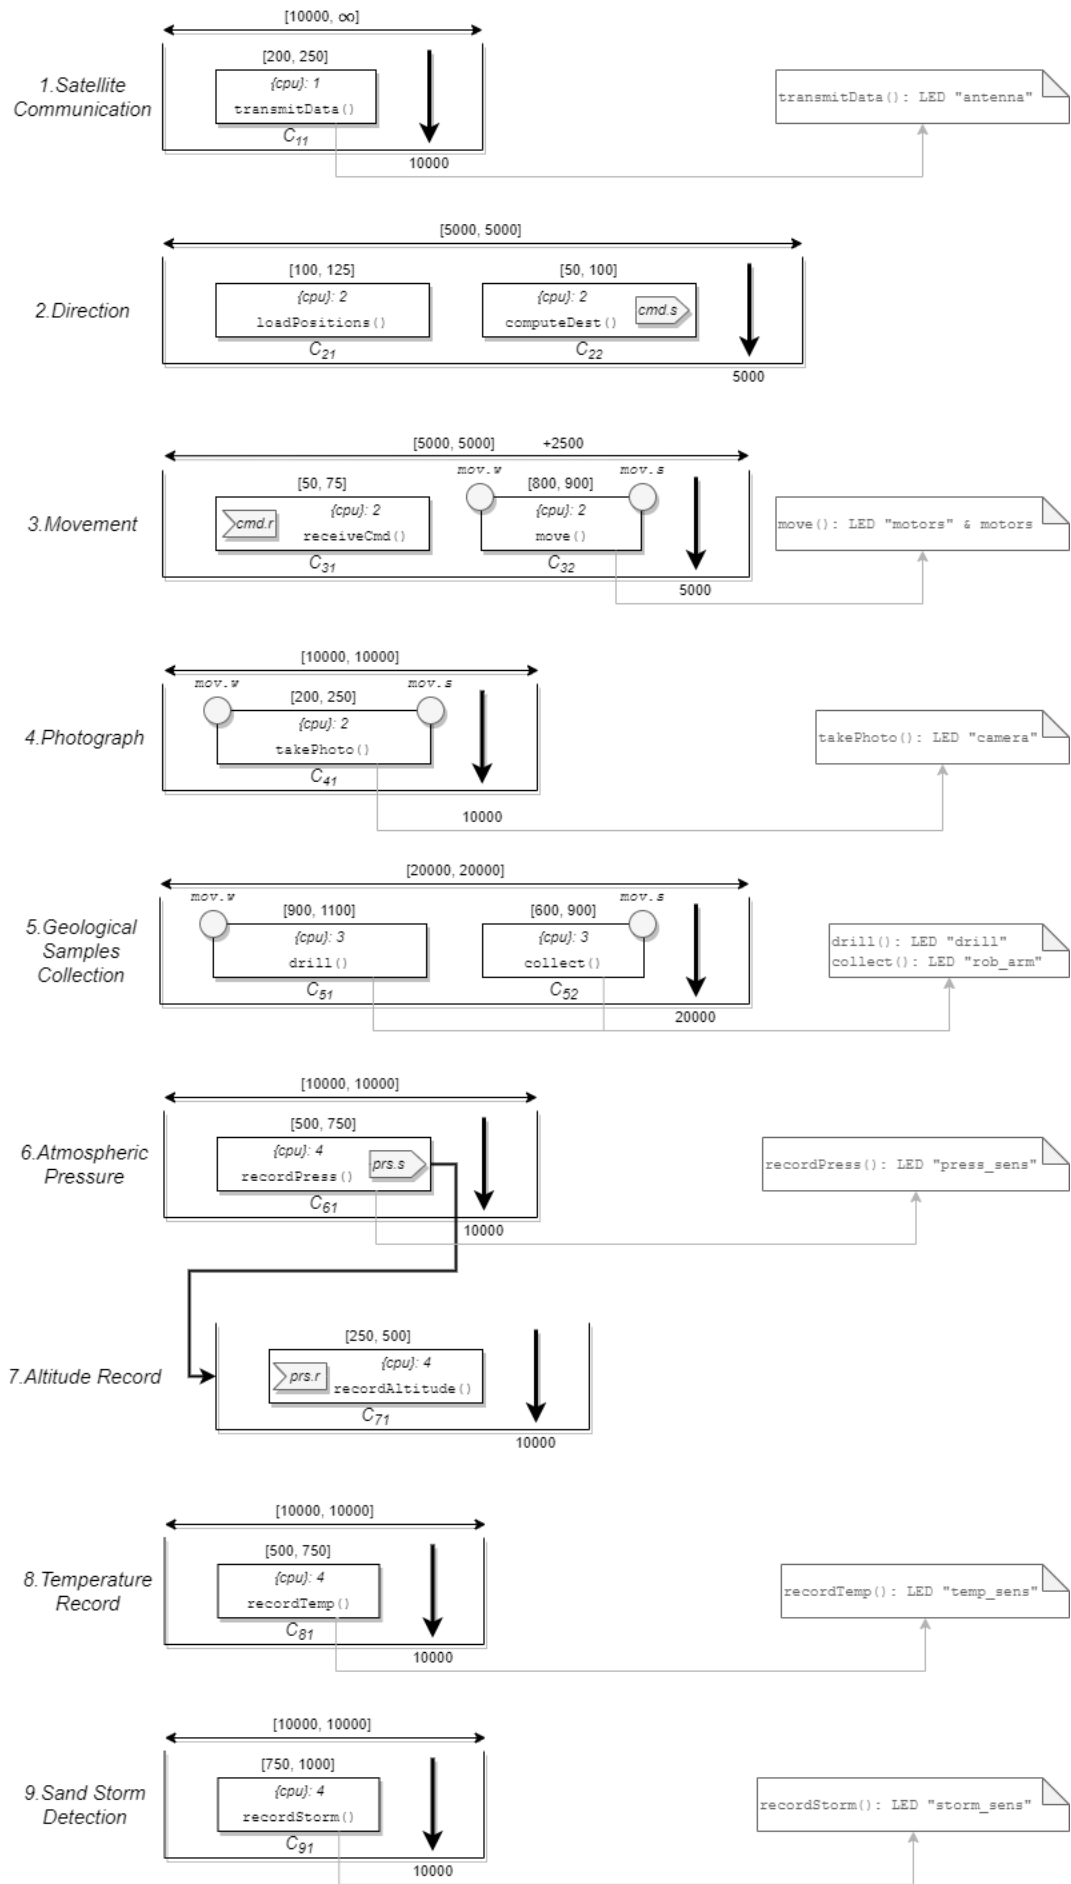 [10000, ∞]
[200, 250]
1.Satellite
Communication
{cpu}: 1
transmitData()
C11
10000
transmitData(): LED "antenna"
[5000, 5000]
[100, 125]
[50, 100]
2.Direction
{cpu}: 2
loadPositions()
C21
{cpu}: 2
computeDest()
cmd.s
C22
5000
[5000, 5000] +2500
mov.w
mov.s
[50, 75]
[800, 900]
3.Movement
cmd.r
{cpu}: 2
receiveCmd()
C31
{cpu}: 2
move()
C32
5000
move(): LED "motors" & motors
[10000, 10000]
mov.w
mov.s
[200, 250]
4.Photograph
{cpu}: 2
takePhoto()
C41
10000
takePhoto(): LED "camera"
[20000, 20000]
mov.w
mov.s
[900, 1100]
[600, 900]
5.Geological
Samples
Collection
{cpu}: 3
drill()
C51
{cpu}: 3
collect()
C52
20000
drill(): LED "drill"
collect(): LED "rob_arm"
[10000, 10000]
[500, 750]
6.Atmospheric
Pressure
{cpu}: 4
recordPress()
prs.s
C61
10000
recordPress(): LED "press_sens"
[250, 500]
7.Altitude Record
prs.r
{cpu}: 4
recordAltitude()
C71
10000
[10000, 10000]
[500, 750]
8.Temperature
Record
{cpu}: 4
recordTemp()
C81
10000
recordTemp(): LED "temp_sens"
[10000, 10000]
[750, 1000]
9.Sand Storm
Detection
{cpu}: 4
recordStorm()
C91
10000
recordStorm(): LED "storm_sens"